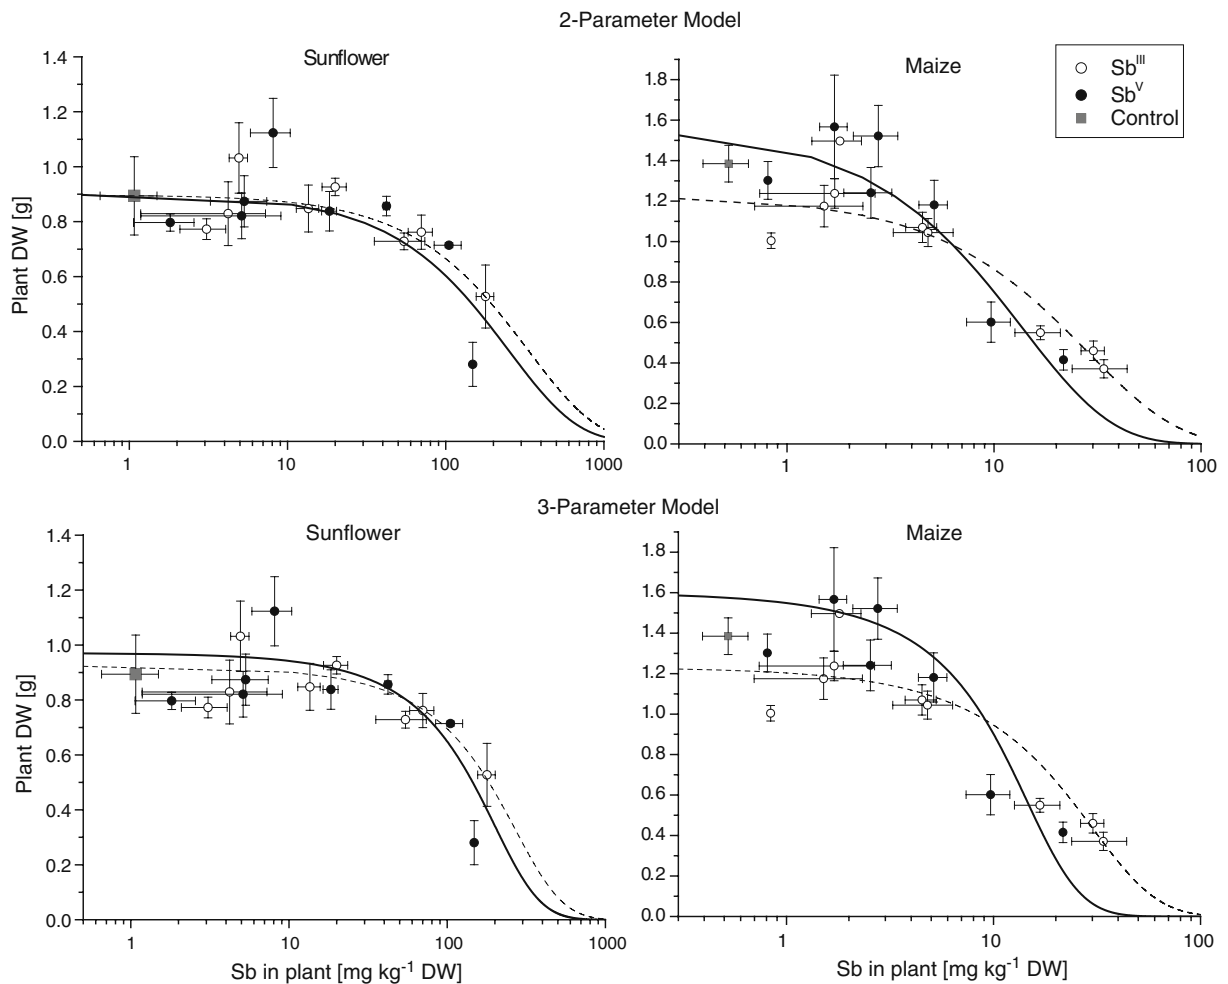 2-Parameter Model
Sunflower
Maize
Sb^III
Sb^V
Control
Plant DW [g]
1.4
1.2
1.0
0.8
0.6
0.4
0.2
0.0
1 10 100 1000
1.8
1.6
1.4
1.2
1.0
0.8
0.6
0.4
0.2
0.0
1 10 100
3-Parameter Model
Sunflower
Maize
Plant DW [g]
1.4
1.2
1.0
0.8
0.6
0.4
0.2
0.0
1 10 100 1000
Sb in plant [mg kg^-1 DW]
1.8
1.6
1.4
1.2
1.0
0.8
0.6
0.4
0.2
0.0
1 10 100
Sb in plant [mg kg^-1 DW]